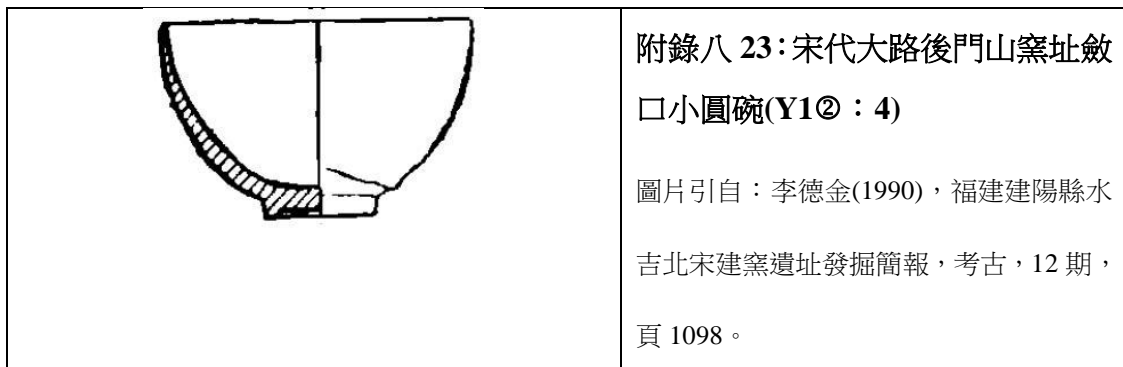 附錄八 23：宋代大路後門山窯址斂
口小圓碗(Y1②：4)
圖片引自：李德金(1990)，福建建陽縣水
吉北宋建窯遺址發掘簡報，考古，12 期，
頁 1098。